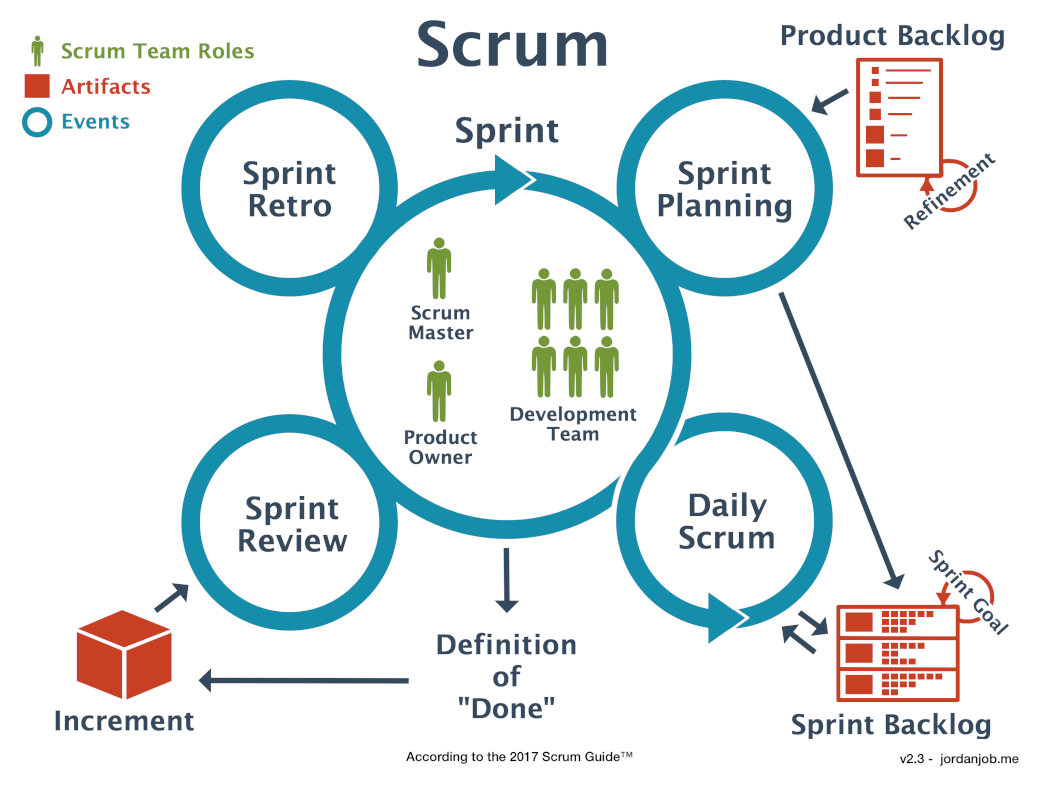 Scrum
Product Backlog
Scrum Team Roles
Artifacts
Events
Sprint
Sprint
Retro
Sprint
Planning
Refinement
Scrum
Master
Product
Owner
Development
Team
Sprint
Review
Daily
Scrum
Sprint Goal
Definition
of
"Done"
Increment
Sprint Backlog
According to the 2017 Scrum Guide™
v2.3 - jordanjob.me